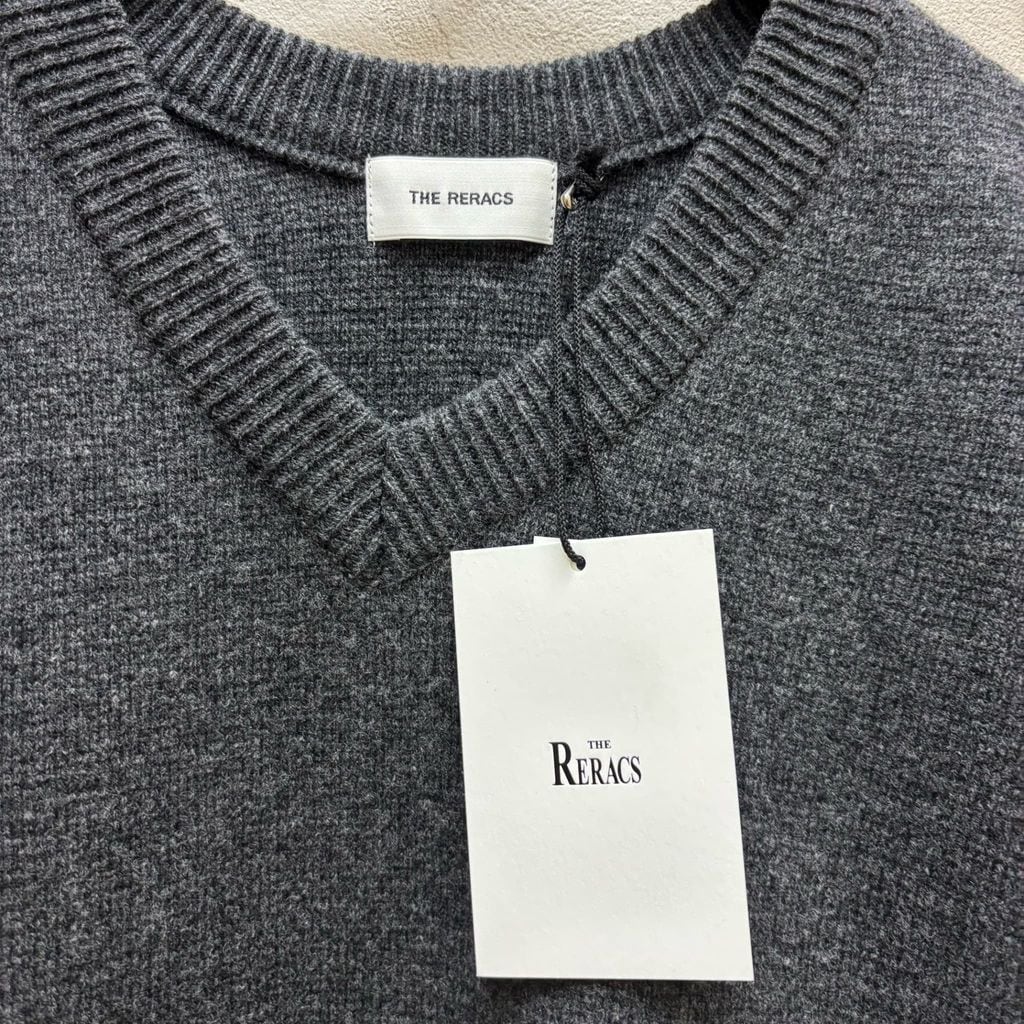 THE RERACS
THE
RERACS